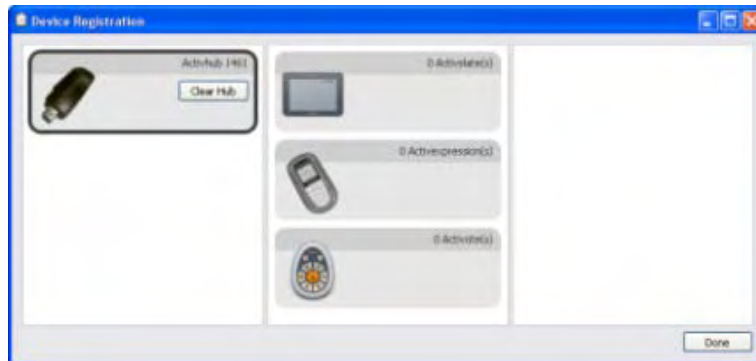 Device Registration
Activhub 1461
Clear Hub
0 Activslate(s)
0 Activexpression(s)
0 Activote(s)
Done